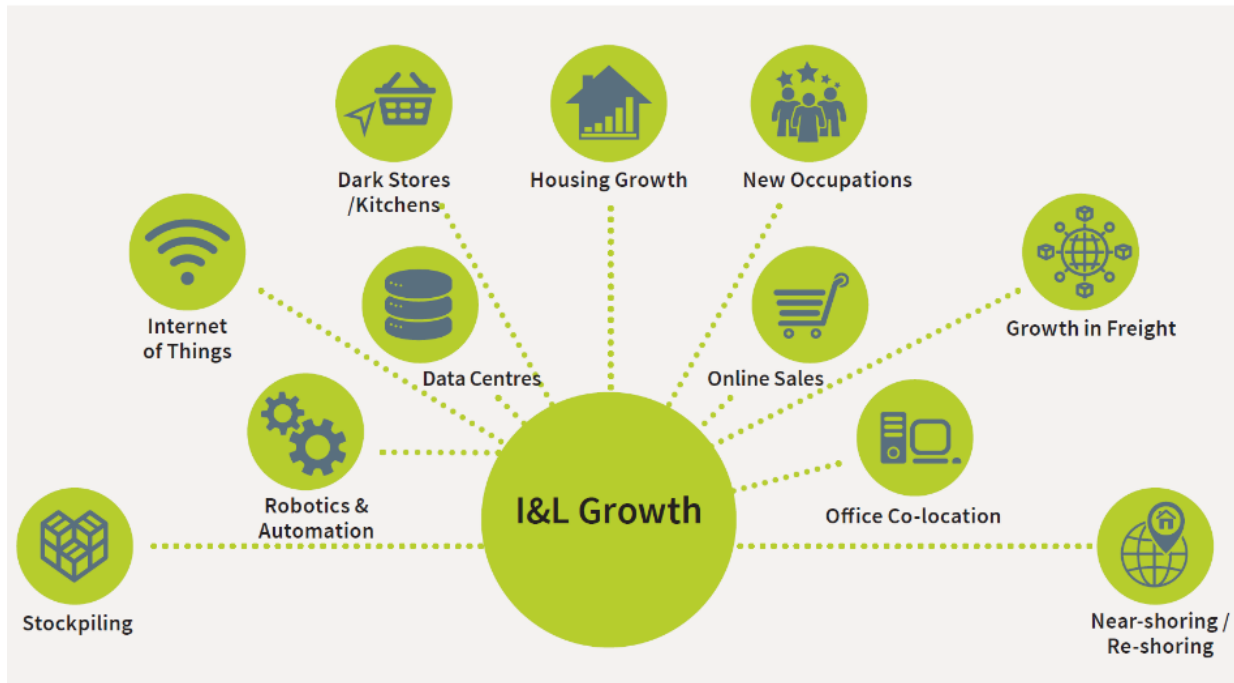 Dark Stores
/Kitchens
Housing Growth
New Occupations
Internet
of Things
Growth in Freight
Data Centres
Online Sales
Robotics &
Automation
I&L Growth
Office Co-location
Stockpiling
Near-shoring /
Re-shoring